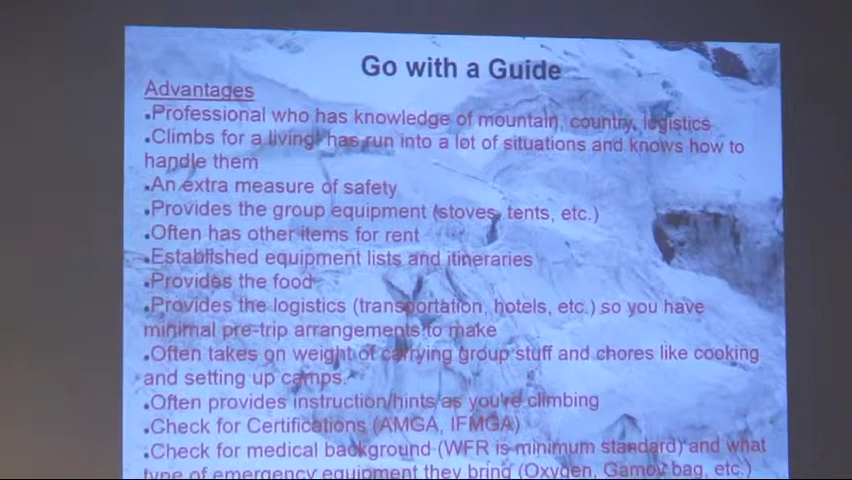 Go with a Guide
Advantages
•Professional who has knowledge of mountain, country, logistics
•Climbs for a living, has run into a lot of situations and knows how to
handle them
•An extra measure of safety
•Provides the group equipment (stoves, tents, etc.)
•Often has other items for rent
•Established equipment lists and itineraries
•Provides the food
•Provides the logistics (transportation, hotels, etc.) so you have
minimal pre-trip arrangements to make
•Often takes on weight of carrying group stuff and chores like cooking
and setting up camps.
•Often provides instruction/hints as you're climbing
•Check for Certifications (AMGA, IFMGA)
•Check for medical background (WFR is minimum standard) and what
type of emergency equipment they bring (Oxygen, Gamov bag, etc.)